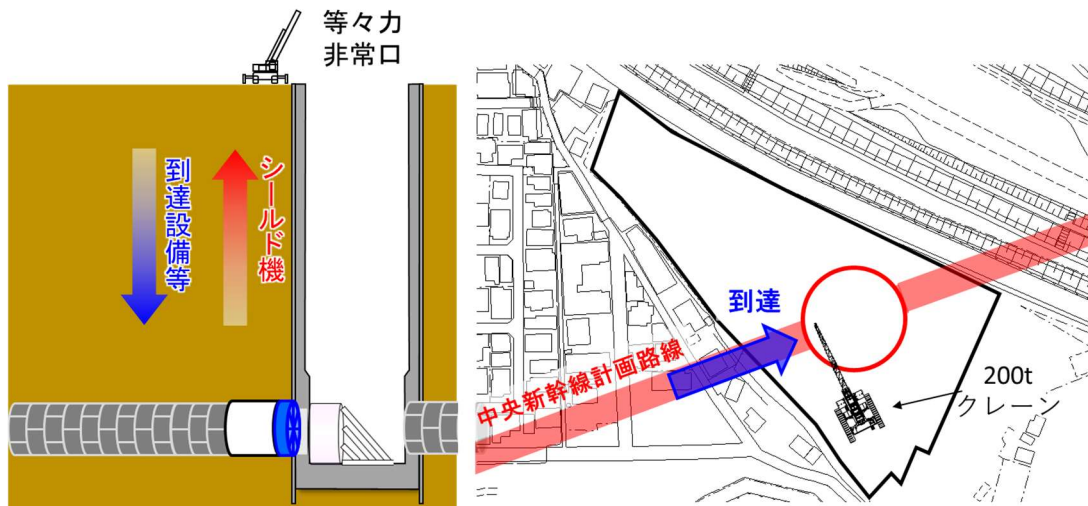 等々力
非常口
到達設備等
シールド機
到達
中央新幹線計画路線
200t
クレーン